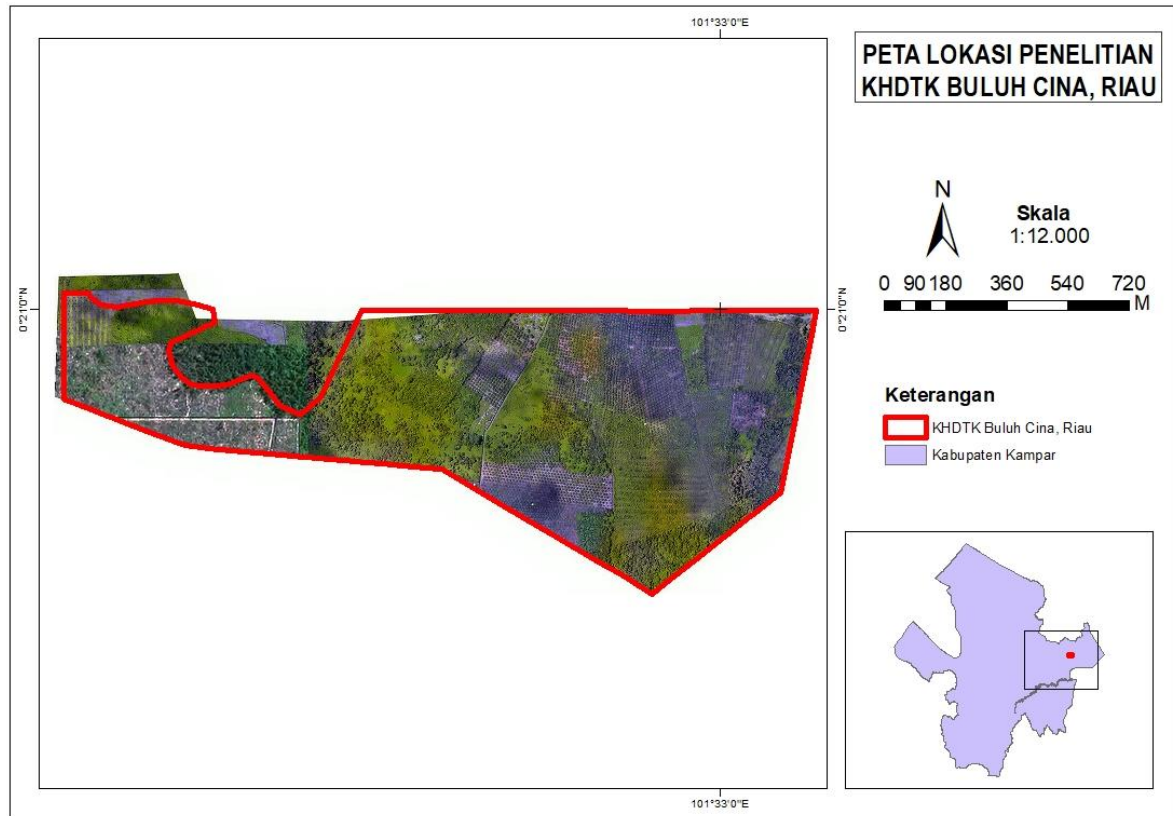 101°33'0"E
PETA LOKASI PENELITIAN
KHDTK BULUH CINA, RIAU
N
Skala
1:12.000
0 90 180 360 540 720
M
0°21'0"N
0°21'0"N
Keterangan
KHDTK Buluh Cina, Riau
Kabupaten Kampar
101°33'0"E